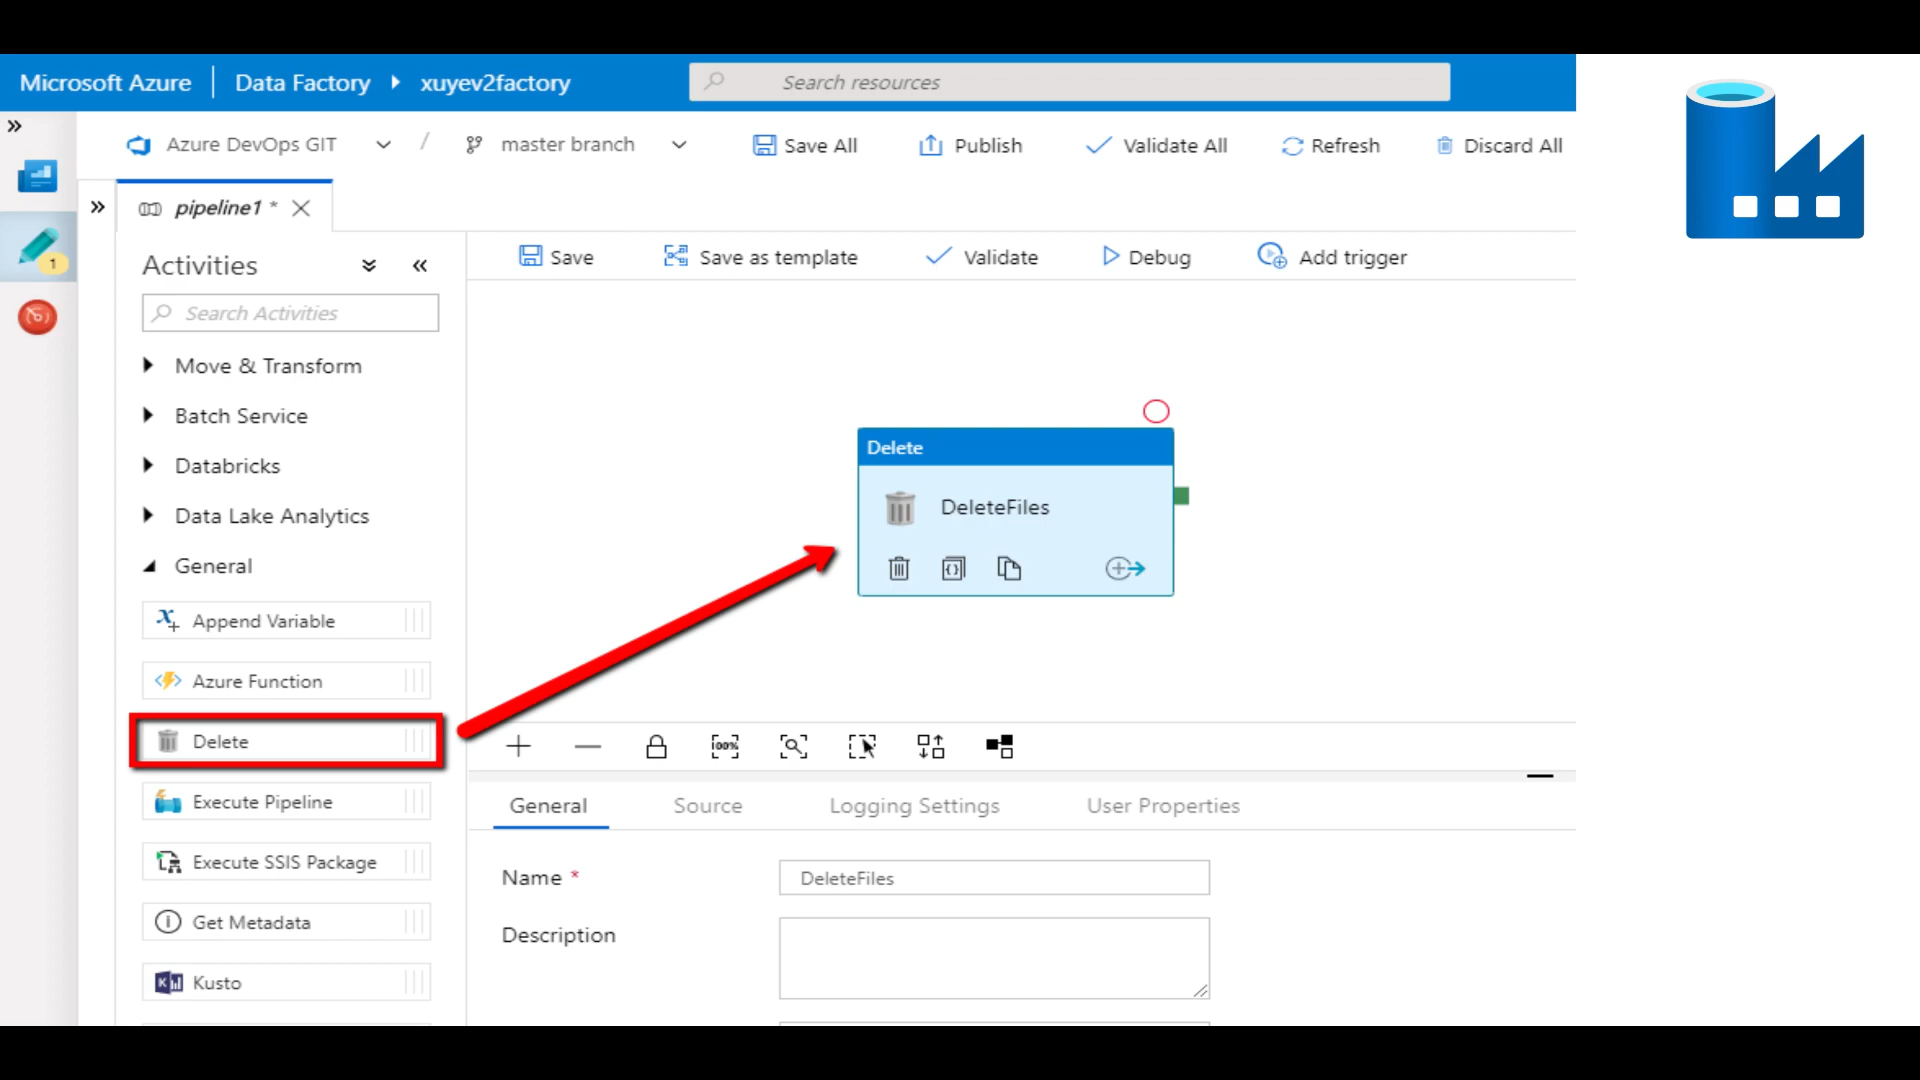 Microsoft Azure Data Factory xuyev2factory Search resources
Azure DevOps GIT / master branch Save All Publish Validate All Refresh Discard All
pipeline1 *
Activities
Search Activities
Move & Transform
Batch Service
Databricks
Data Lake Analytics
General
Append Variable
Azure Function
Delete
Execute Pipeline
Execute SSIS Package
Get Metadata
Kusto
1
Save Save as template Validate Debug Add trigger
Delete
DeleteFiles
100%
General Source Logging Settings User Properties
Name * DeleteFiles
Description